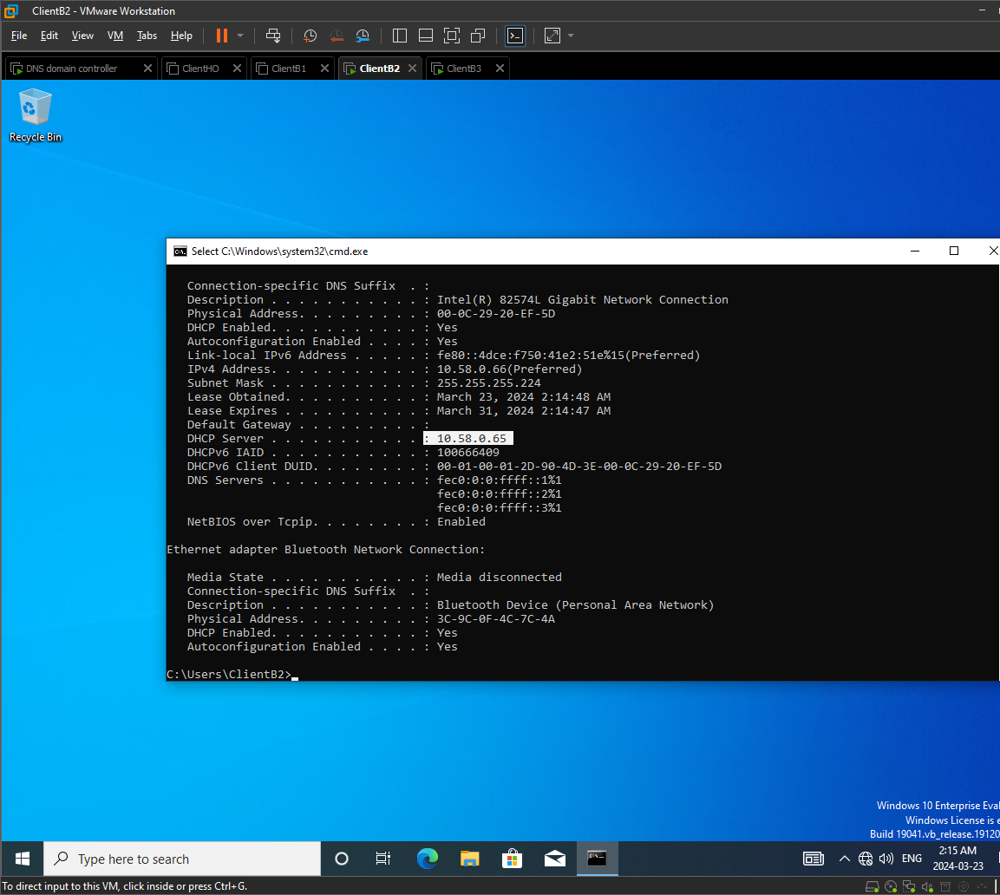 ClientB2 - VMware Workstation
File Edit View VM Tabs Help
DNS domain controller ClientHO ClientB1 ClientB2 ClientB3
Recycle Bin
Select C:\Windows\system32\cmd.exe
Connection-specific DNS Suffix . :
Description . . . . . . . . . . . : Intel(R) 82574L Gigabit Network Connection
Physical Address. . . . . . . . . : 00-0C-29-20-EF-5D
DHCP Enabled. . . . . . . . . . . : Yes
Autoconfiguration Enabled . . . . : Yes
Link-local IPv6 Address . . . . . : fe80::4dce:f750:41e2:51e%15(Preferred)
IPv4 Address. . . . . . . . . . . : 10.58.0.66(Preferred)
Subnet Mask . . . . . . . . . . . : 255.255.255.224
Lease Obtained. . . . . . . . . . : March 23, 2024 2:14:48 AM
Lease Expires . . . . . . . . . . : March 31, 2024 2:14:47 AM
Default Gateway . . . . . . . . . :
DHCP Server . . . . . . . . . . . : 10.58.0.65
DHCPv6 IAID . . . . . . . . . . . : 100666409
DHCPv6 Client DUID. . . . . . . . : 00-01-00-01-2D-90-4D-3E-00-0C-29-20-EF-5D
DNS Servers . . . . . . . . . . . : fec0:0:0:ffff::1%1
fec0:0:0:ffff::2%1
fec0:0:0:ffff::3%1
NetBIOS over Tcpip. . . . . . . . : Enabled
Ethernet adapter Bluetooth Network Connection:
Media State . . . . . . . . . . . : Media disconnected
Connection-specific DNS Suffix . :
Description . . . . . . . . . . . : Bluetooth Device (Personal Area Network)
Physical Address. . . . . . . . . : 3C-9C-0F-4C-7C-4A
DHCP Enabled. . . . . . . . . . . : Yes
Autoconfiguration Enabled . . . . : Yes
C:\Users\ClientB2>
Windows 10 Enterprise Eval
Windows License is e
Build 19041.vb_release.19120
Type here to search
ENG
2:15 AM
2024-03-23
To direct input to this VM, click inside or press Ctrl+G.